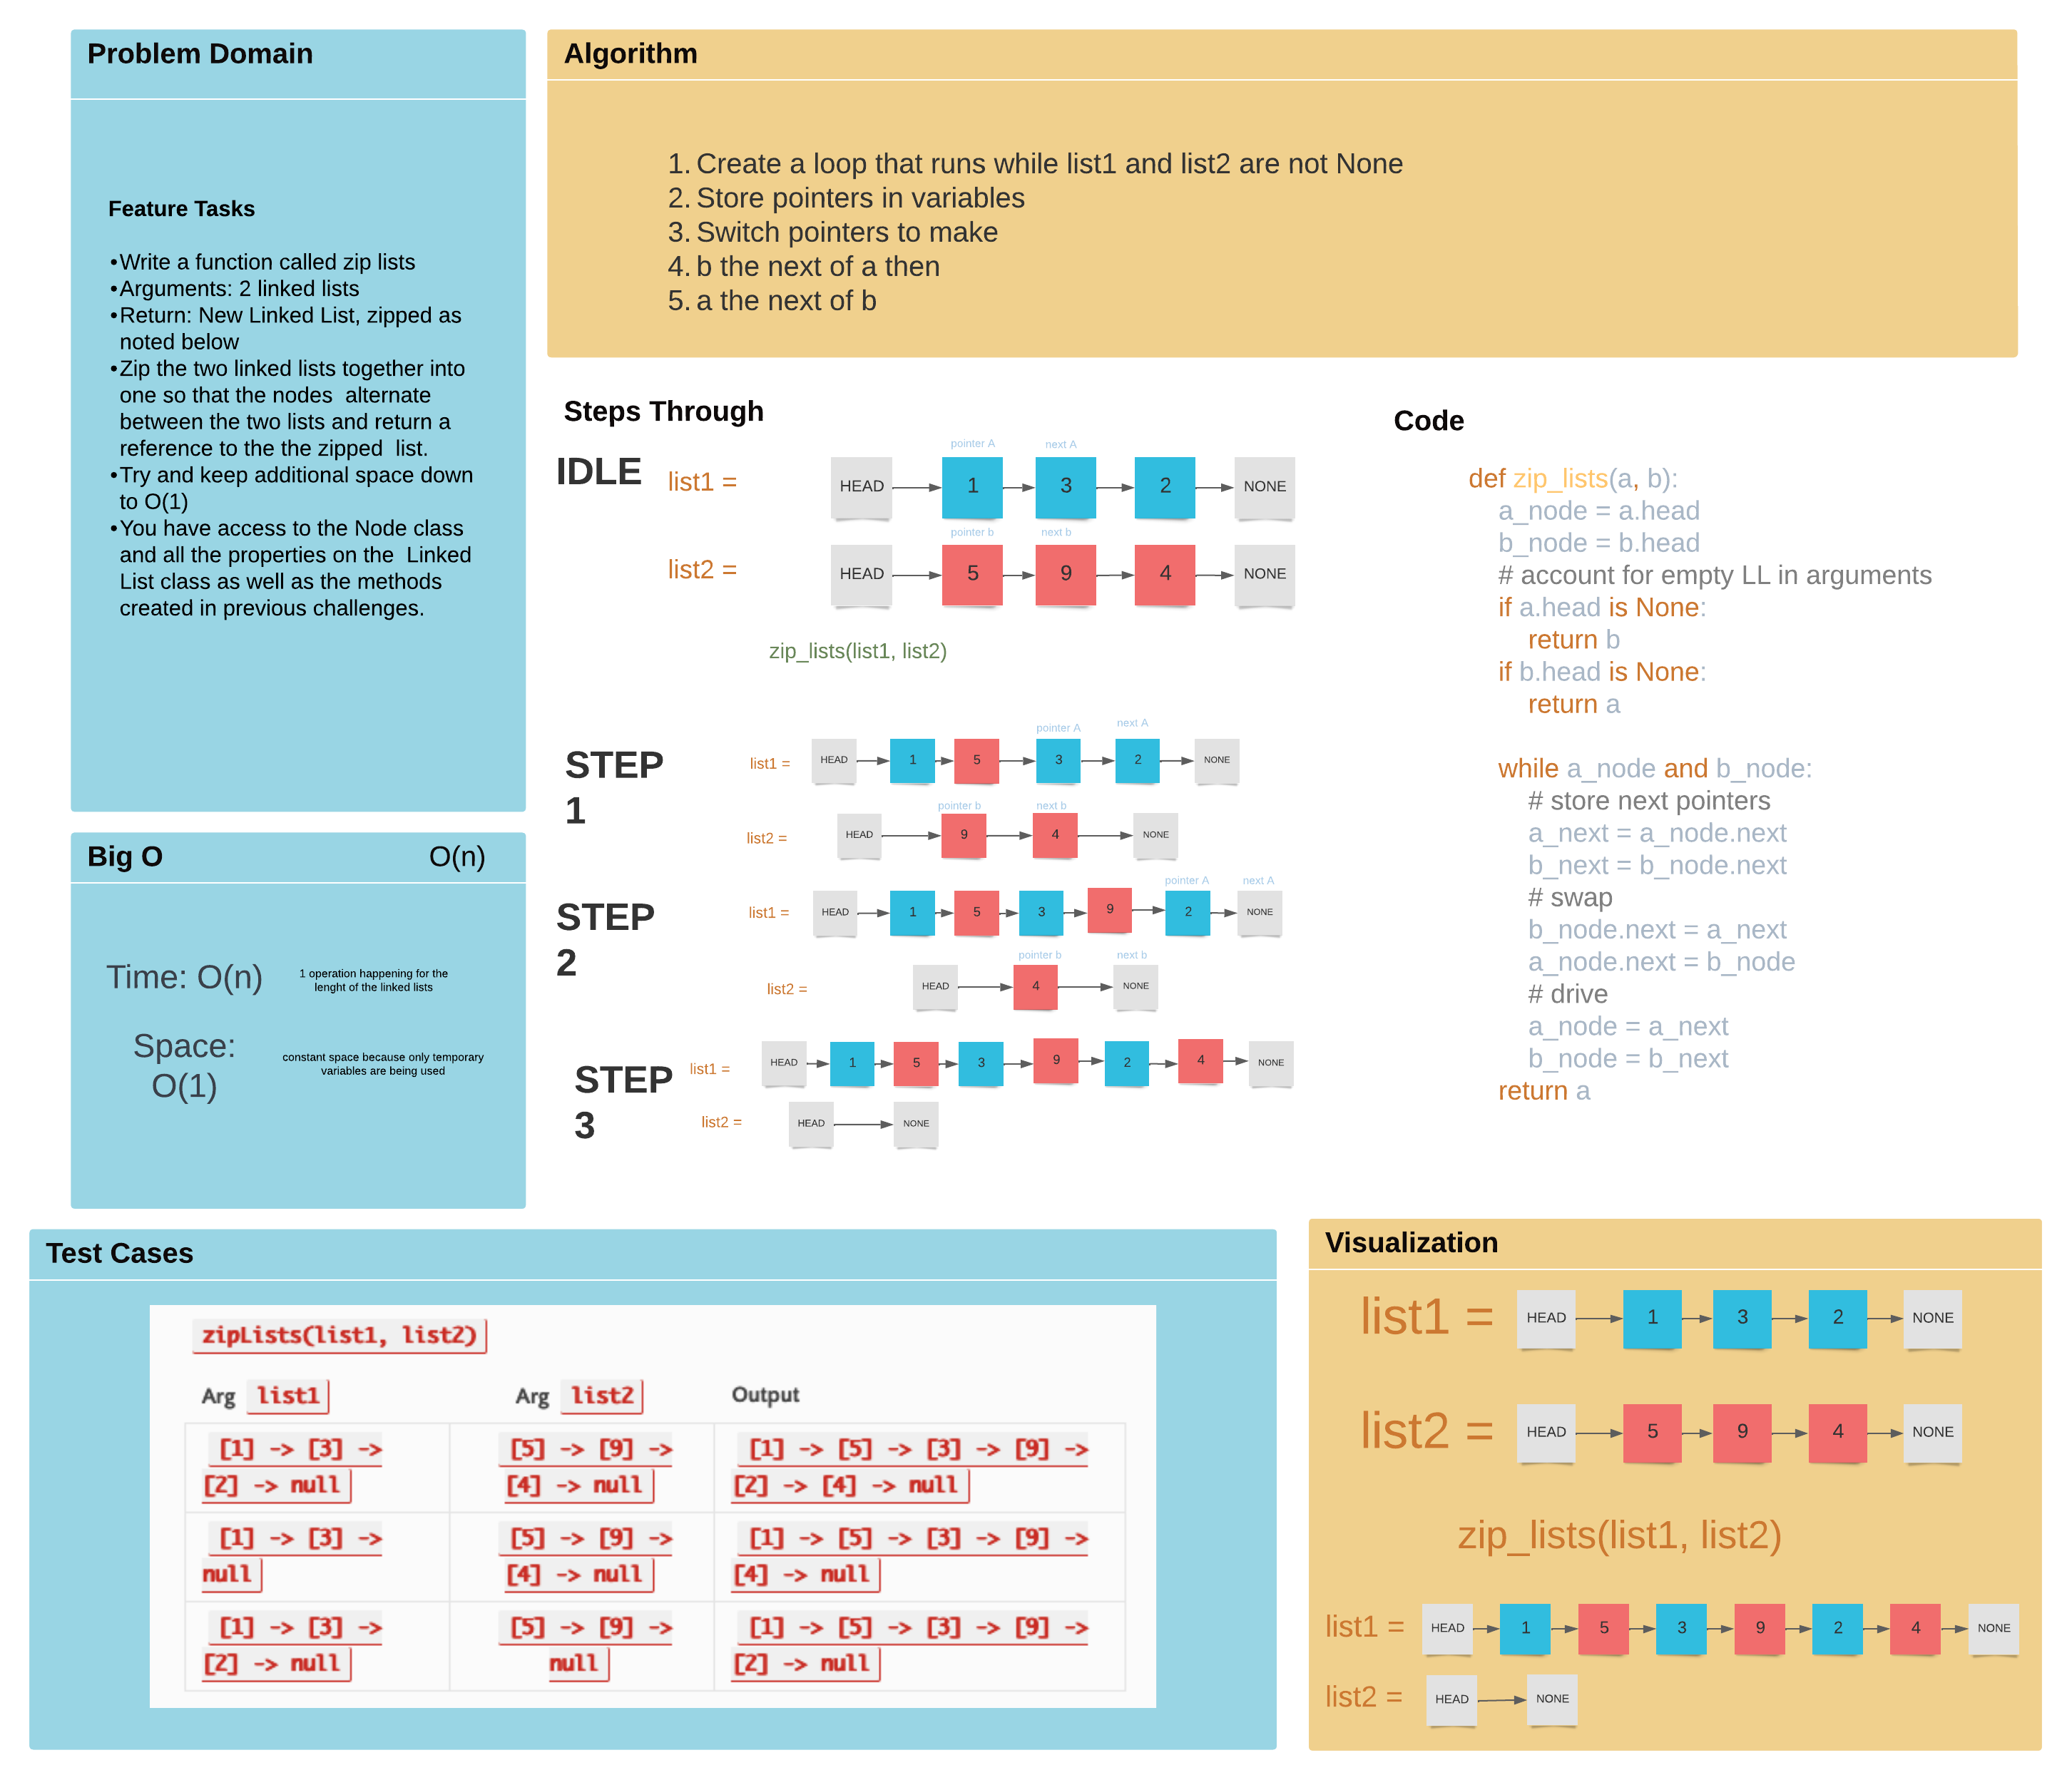 Problem Domain
Feature Tasks
•Write a function called zip lists
•Arguments: 2 linked lists
•Return: New Linked List, zipped as
noted below
•Zip the two linked lists together into
one so that the nodes  alternate
between the two lists and return a
reference to the the zipped  list.
•Try and keep additional space down
to O(1)
•You have access to the Node class
and all the properties on the  Linked
List class as well as the methods
created in previous challenges.
Algorithm
1. Create a loop that runs while list1 and list2 are not None
2. Store pointers in variables
3. Switch pointers to make
4. b the next of a then
5. a the next of b
Big O O(n)
Time: O(n)
1 operation happening for the
lenght of the linked lists
Space:
O(1)
constant space because only temporary
variables are being used
Steps Through
pointer A next A
IDLE list1 = HEAD 1 3 2 NONE
pointer b next b
list2 = HEAD 5 9 4 NONE
zip_lists(list1, list2)
pointer A next A
STEP
1
list1 = HEAD 1 5 3 2 NONE
pointer b next b
list2 = HEAD 9 4 NONE
pointer A next A
STEP
2
list1 = HEAD 1 5 3 9 2 NONE
pointer b next b
list2 = HEAD 4 NONE
STEP
3
list1 = HEAD 1 5 3 9 2 4 NONE
list2 = HEAD NONE
Code
def zip_lists(a, b):
a_node = a.head
b_node = b.head
# account for empty LL in arguments
if a.head is None:
return b
if b.head is None:
return a
while a_node and b_node:
# store next pointers
a_next = a_node.next
b_next = b_node.next
# swap
b_node.next = a_next
a_node.next = b_node
# drive
a_node = a_next
b_node = b_next
return a
Test Cases
zipLists(list1, list2)
Arg list1 Arg list2 Output
[1] -> [3] ->
[2] -> null
[5] -> [9] ->
[4] -> null
[1] -> [5] -> [3] -> [9] ->
[2] -> [4] -> null
[1] -> [3] ->
null
[5] -> [9] ->
[4] -> null
[1] -> [5] -> [3] -> [9] ->
[4] -> null
[1] -> [3] ->
[2] -> null
[5] -> [9] ->
null
[1] -> [5] -> [3] -> [9] ->
[2] -> null
Visualization
list1 = HEAD 1 3 2 NONE
list2 = HEAD 5 9 4 NONE
zip_lists(list1, list2)
list1 = HEAD 1 5 3 9 2 4 NONE
list2 = HEAD NONE